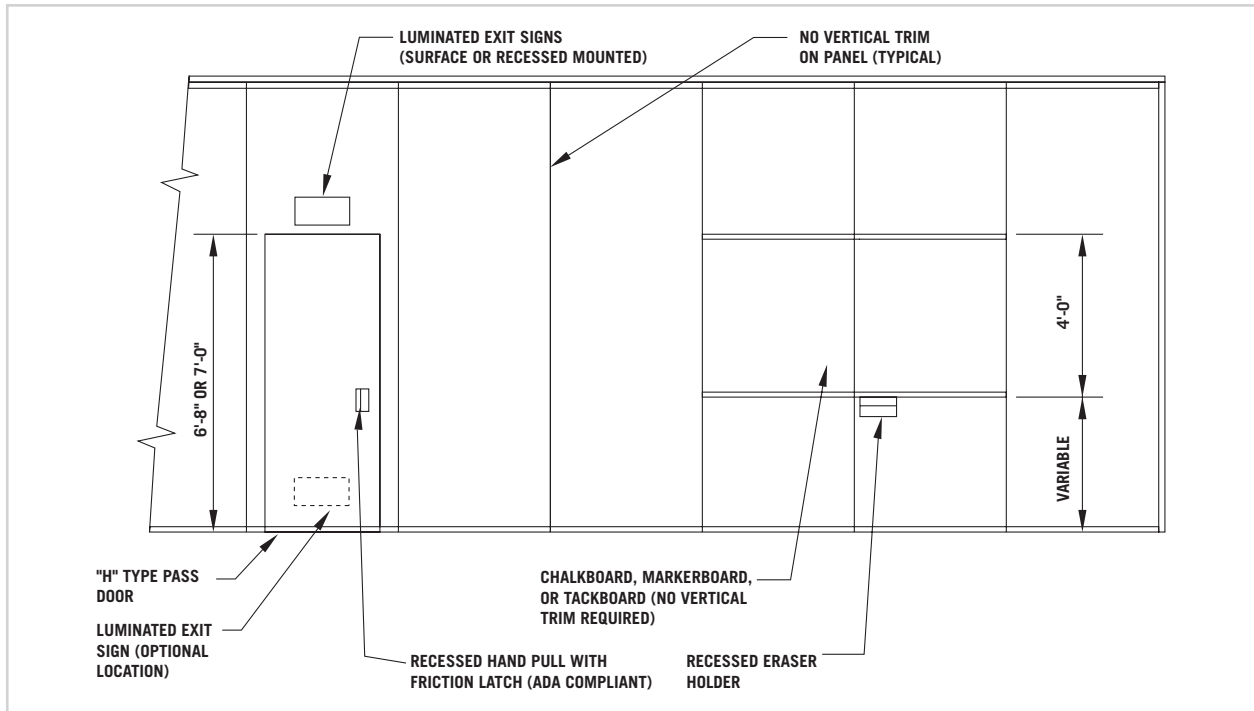 LUMINATED EXIT SIGNS
(SURFACE OR RECESSED MOUNTED)
NO VERTICAL TRIM
ON PANEL (TYPICAL)
6'-8" OR 7'-0"
4'-0"
VARIABLE
"H" TYPE PASS
DOOR
LUMINATED EXIT
SIGN (OPTIONAL
LOCATION)
RECESSED HAND PULL WITH
FRICTION LATCH (ADA COMPLIANT)
CHALKBOARD, MARKERBOARD,
OR TACKBOARD (NO VERTICAL
TRIM REQUIRED)
RECESSED ERASER
HOLDER